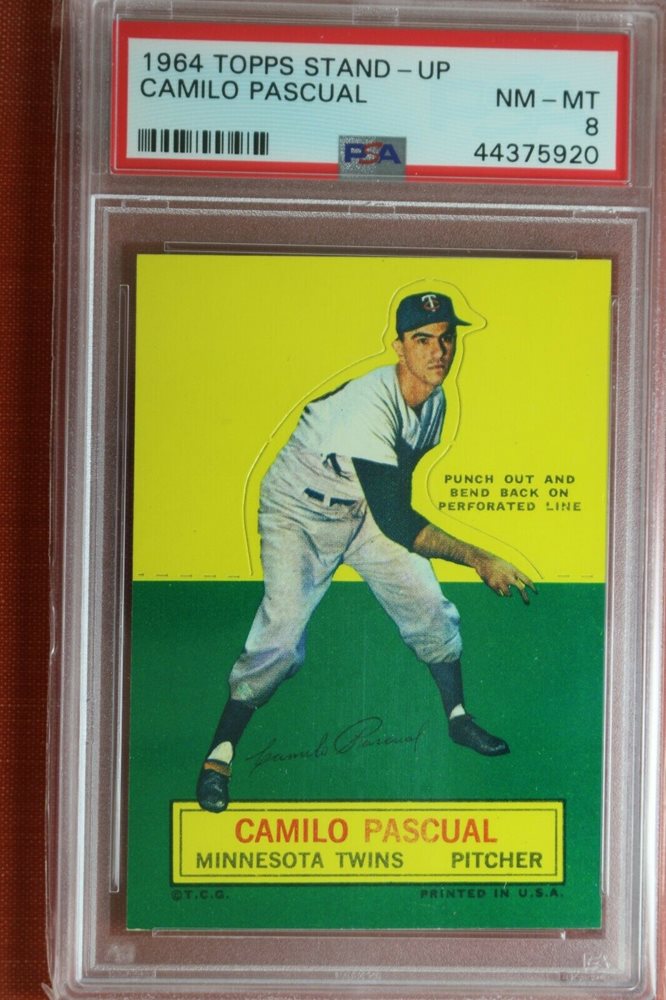 1964 TOPPS STAND-UP
CAMILO PASCUAL
NM-MT
8
PSA
44375920
T C
PUNCH OUT AND
BEND BACK ON
PERFORATED LINE
Camilo Pascual
CAMILO PASCUAL
MINNESOTA TWINS PITCHER
©T.C.G. PRINTED IN U.S.A.